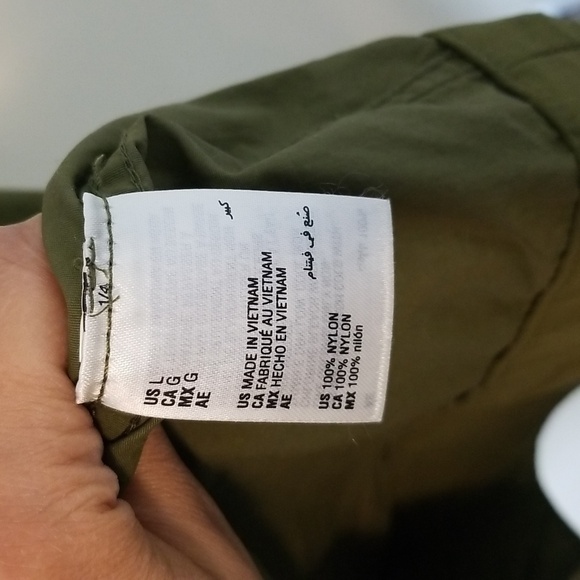 1/4
US L
CA G
MX G
AE كبير
US MADE IN VIETNAM
CA FABRIQUÉ AU VIETNAM
MX HECHO EN VIETNAM
AE صُنع في فيتنام
US 100% NYLON
CA 100% NYLON
MX 100% nilón